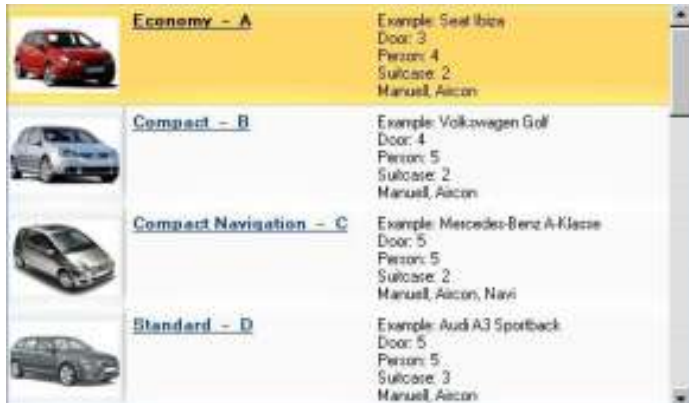 Economy - A
Example: Seat Ibiza
Door: 3
Person: 4
Suitcase: 2
Manuell, Aircon
Compact - B
Example: Volkswagen Golf
Door: 4
Person: 5
Suitcase: 2
Manuell, Aircon
Compact Navigation - C
Example: Mercedes-Benz A-Klasse
Door: 5
Person: 5
Suitcase: 2
Manuell, Aircon, Navi
Standard - D
Example: Audi A3 Sportback
Door: 5
Person: 5
Suitcase: 3
Manuell, Aircon